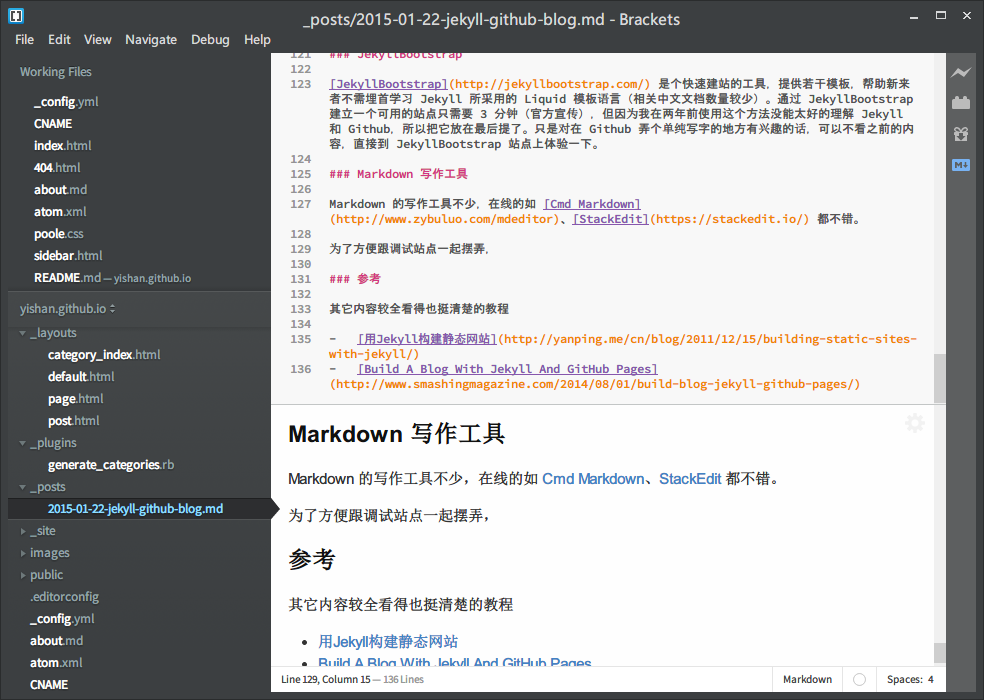 _posts/2015-01-22-jekyll-github-blog.md - Brackets
File Edit View Navigate Debug Help
Working Files
_config.yml
CNAME
index.html
404.html
about.md
atom.xml
poole.css
sidebar.html
README.md — yishan.github.io
yishan.github.io
_layouts
category_index.html
default.html
page.html
post.html
_plugins
generate_categories.rb
_posts
2015-01-22-jekyll-github-blog.md
_site
images
public
.editorconfig
_config.yml
about.md
atom.xml
CNAME
121 ### JekyllBootstrap
122
123 [JekyllBootstrap](http://jekyllbootstrap.com/) 是个快速建站的工具，提供若干模板，帮助新来
者不需埋首学习 Jekyll 所采用的 Liquid 模板语言（相关中文文档数量较少）。通过 JekyllBootstrap
建立一个可用的站点只需要 3 分钟（官方宣传），但因为我在两年前使用这个方法没能太好的理解 Jekyll
和 Github，所以把它放在最后提了。只是对在 Github 弄个单纯写字的地方有兴趣的话，可以不看之前的内
容，直接到 JekyllBootstrap 站点上体验一下。
124
125 ### Markdown 写作工具
126
127 Markdown 的写作工具不少，在线的如 [Cmd Markdown]
(http://www.zybuluo.com/mdeditor)、[StackEdit](https://stackedit.io/) 都不错。
128
129 为了方便跟调试站点一起摆弄，
130
131 ### 参考
132
133 其它内容较全看得也挺清楚的教程
134
135 - [用Jekyll构建静态网站](http://yanping.me/cn/blog/2011/12/15/building-static-sites-
with-jekyll/)
136 - [Build A Blog With Jekyll And GitHub Pages]
(http://www.smashingmagazine.com/2014/08/01/build-blog-jekyll-github-pages/)
Markdown 写作工具
Markdown 的写作工具不少，在线的如 Cmd Markdown、StackEdit 都不错。
为了方便跟调试站点一起摆弄，
参考
其它内容较全看得也挺清楚的教程
• 用Jekyll构建静态网站
• Build A Blog With Jekyll And GitHub Pages
Line 129, Column 15 — 136 Lines
Markdown
Spaces: 4
M↓